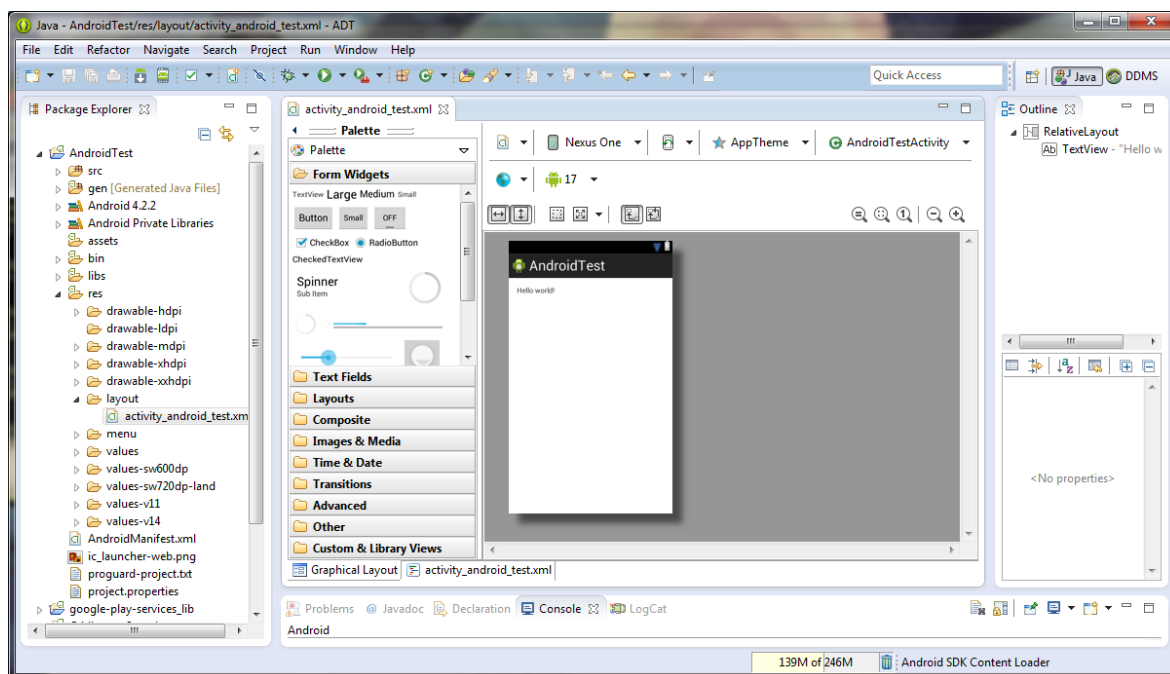 Java - AndroidTest/res/layout/activity_android_test.xml - ADT
File Edit Refactor Navigate Search Project Run Window Help
Quick Access
Java
DDMS
Package Explorer
AndroidTest
src
gen [Generated Java Files]
Android 4.2.2
Android Private Libraries
assets
bin
libs
res
drawable-hdpi
drawable-ldpi
drawable-mdpi
drawable-xhdpi
drawable-xxhdpi
layout
activity_android_test.xm
menu
values
values-sw600dp
values-sw720dp-land
values-v11
values-v14
AndroidManifest.xml
ic_launcher-web.png
proguard-project.txt
project.properties
google-play-services_lib
activity_android_test.xml
Palette
Palette
Form Widgets
TextView Large Medium Small
Button Small OFF
CheckBox RadioButton
CheckedTextView
Spinner
Sub Item
Text Fields
Layouts
Composite
Images & Media
Time & Date
Transitions
Advanced
Other
Custom & Library Views
Graphical Layout activity_android_test.xml
Nexus One AppTheme AndroidTestActivity
17
AndroidTest
Hello world!
Outline
RelativeLayout
Ab TextView - "Hello w
<No properties>
Problems @ Javadoc Declaration Console LogCat
Android
139M of 246M Android SDK Content Loader